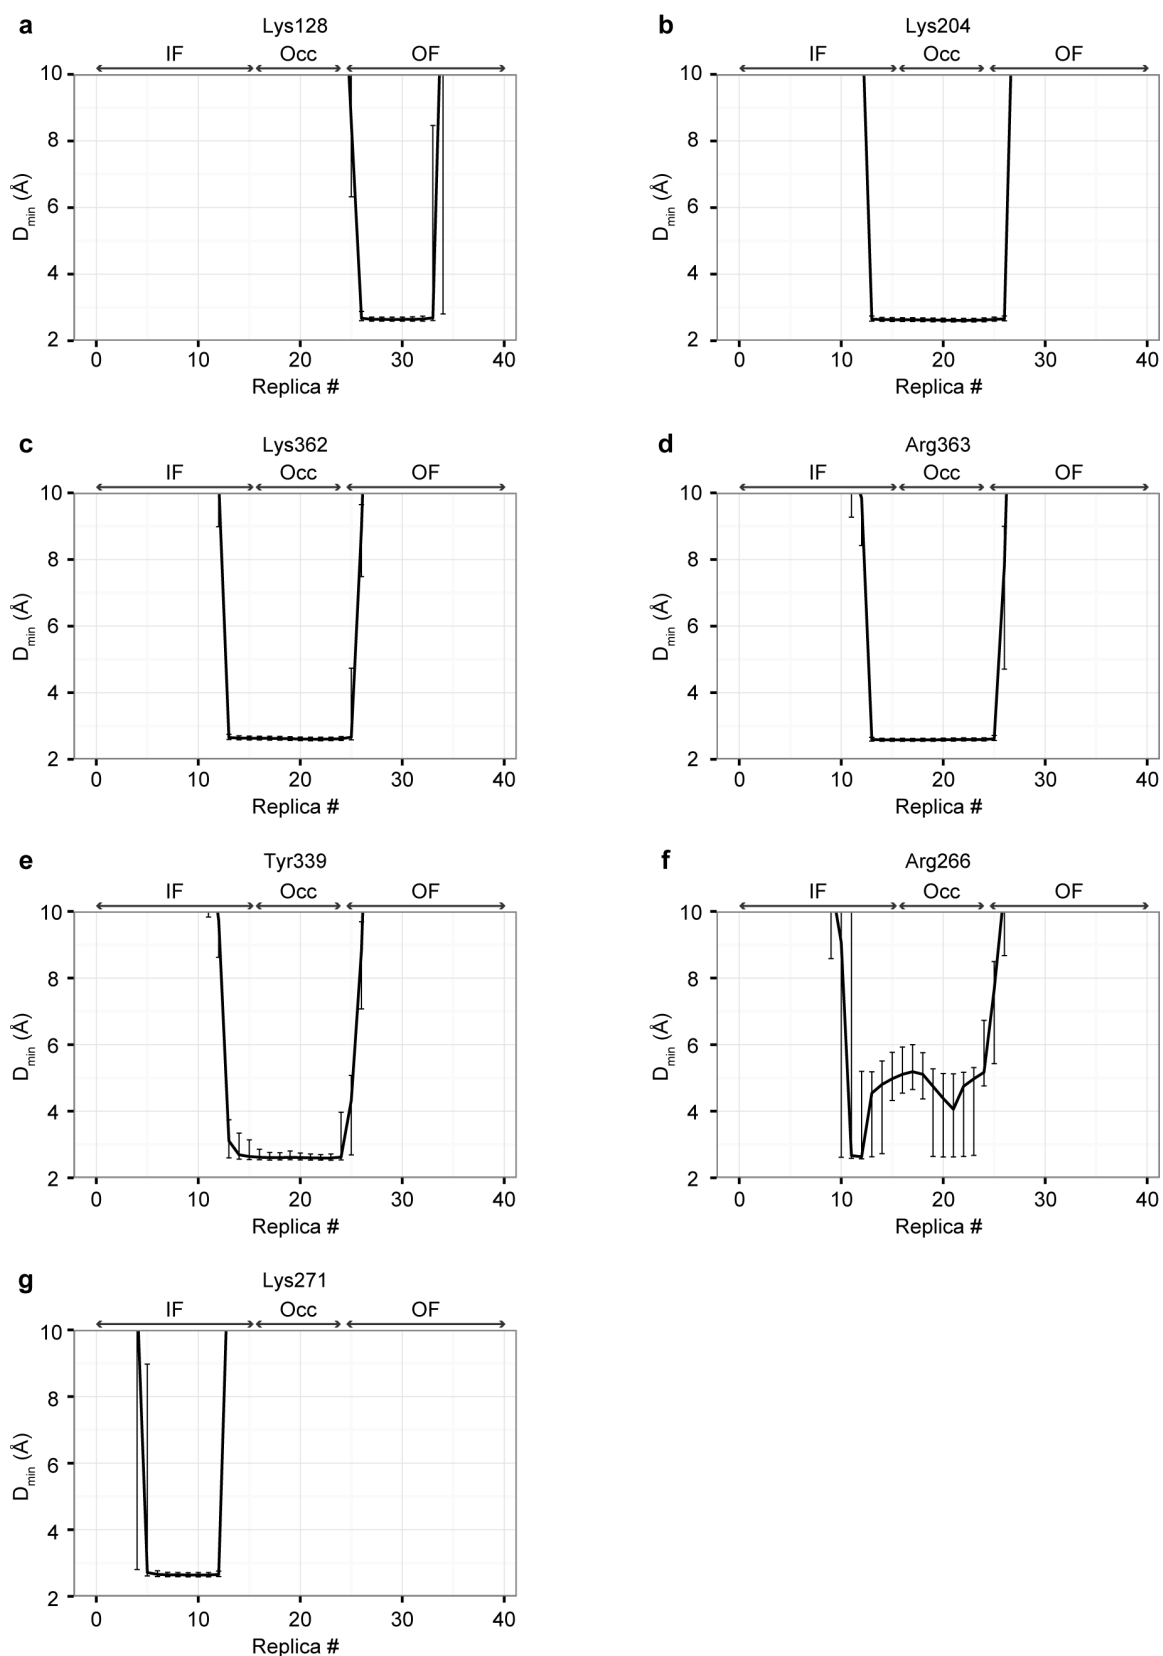 a
Lys128
IF Occ OF
10
8
6
4
2
Dmin (Å)
0 10 20 30 40
Replica #
b
Lys204
IF Occ OF
10
8
6
4
2
Dmin (Å)
0 10 20 30 40
Replica #
c
Lys362
IF Occ OF
10
8
6
4
2
Dmin (Å)
0 10 20 30 40
Replica #
d
Arg363
IF Occ OF
10
8
6
4
2
Dmin (Å)
0 10 20 30 40
Replica #
e
Tyr339
IF Occ OF
10
8
6
4
2
Dmin (Å)
0 10 20 30 40
Replica #
f
Arg266
IF Occ OF
10
8
6
4
2
Dmin (Å)
0 10 20 30 40
Replica #
g
Lys271
IF Occ OF
10
8
6
4
2
Dmin (Å)
0 10 20 30 40
Replica #